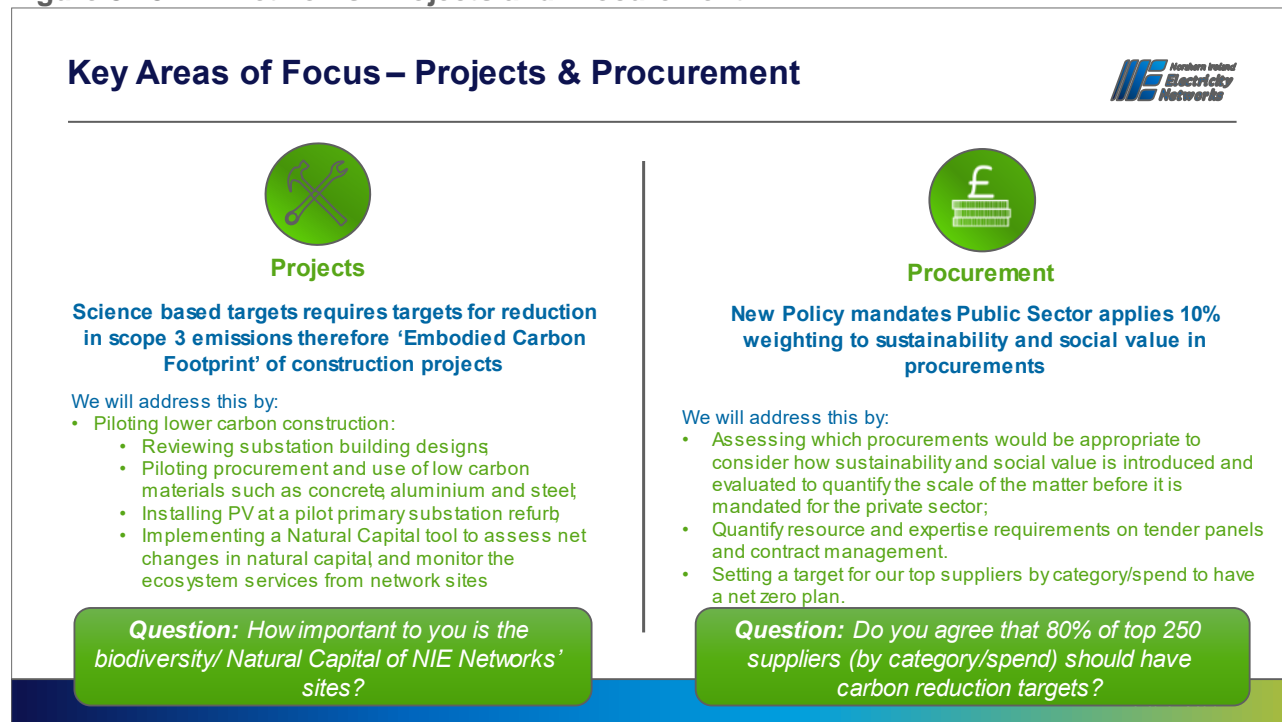 Key Areas of Focus – Projects & Procurement
Northern Ireland
Electricity
Networks
Projects
Science based targets requires targets for reduction
in scope 3 emissions therefore ‘Embodied Carbon
Footprint’ of construction projects
We will address this by:
• Piloting lower carbon construction:
• Reviewing substation building designs;
• Piloting procurement and use of low carbon
materials such as concrete, aluminium and steel;
• Installing PV at a pilot primary substation refurb;
• Implementing a Natural Capital tool to assess net
changes in natural capital, and monitor the
ecosystem services from network sites
Question: How important to you is the
biodiversity/ Natural Capital of NIE Networks’
sites?
£
Procurement
New Policy mandates Public Sector applies 10%
weighting to sustainability and social value in
procurements
We will address this by:
• Assessing which procurements would be appropriate to
consider how sustainability and social value is introduced and
evaluated to quantify the scale of the matter before it is
mandated for the private sector;
• Quantify resource and expertise requirements on tender panels
and contract management.
• Setting a target for our top suppliers by category/spend to have
a net zero plan.
Question: Do you agree that 80% of top 250
suppliers (by category/spend) should have
carbon reduction targets?